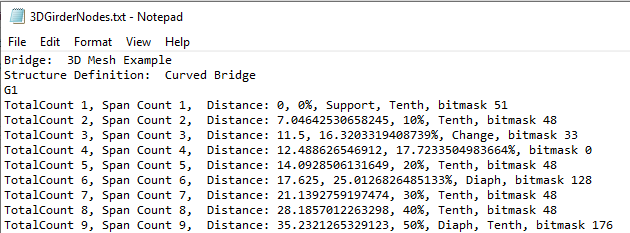 3DGirderNodes.txt - Notepad
File Edit Format View Help
Bridge: 3D Mesh Example
Structure Definition: Curved Bridge
G1
TotalCount 1, Span Count 1, Distance: 0, 0%, Support, Tenth, bitmask 51
TotalCount 2, Span Count 2, Distance: 7.04642530658245, 10%, Tenth, bitmask 48
TotalCount 3, Span Count 3, Distance: 11.5, 16.3203319408739%, Change, bitmask 33
TotalCount 4, Span Count 4, Distance: 12.488626546912, 17.7233504983664%, bitmask 0
TotalCount 5, Span Count 5, Distance: 14.0928506131649, 20%, Tenth, bitmask 48
TotalCount 6, Span Count 6, Distance: 17.625, 25.0126826485133%, Diaph, bitmask 128
TotalCount 7, Span Count 7, Distance: 21.1392759197474, 30%, Tenth, bitmask 48
TotalCount 8, Span Count 8, Distance: 28.1857012263298, 40%, Tenth, bitmask 48
TotalCount 9, Span Count 9, Distance: 35.2321265329123, 50%, Diaph, Tenth, bitmask 176